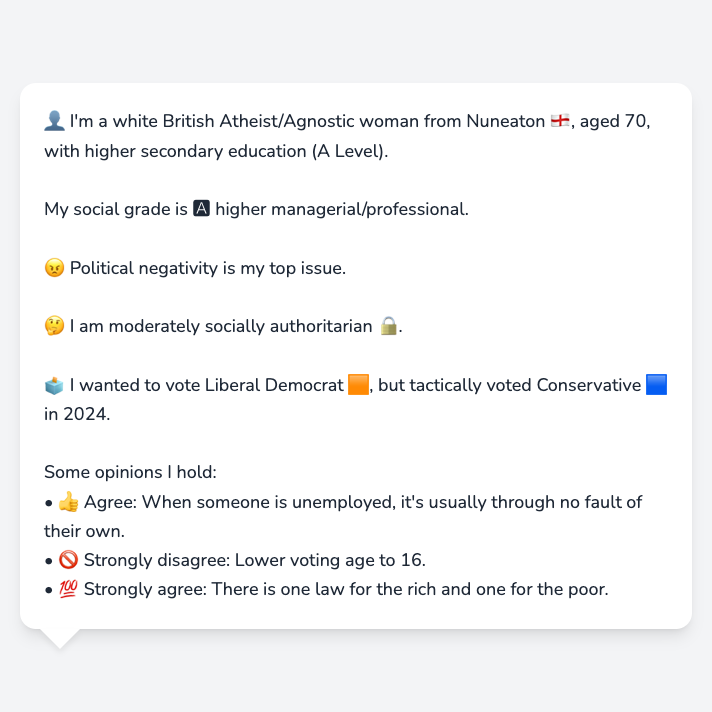 👤 I'm a white British Atheist/Agnostic woman from Nuneaton 🏴󠁧󠁢󠁥󠁮󠁧󠁿, aged 70,
with higher secondary education (A Level).
My social grade is 🅰 higher managerial/professional.
😠 Political negativity is my top issue.
🤔 I am moderately socially authoritarian 🔒.
🗳️ I wanted to vote Liberal Democrat 🟧, but tactically voted Conservative 🟦
in 2024.
Some opinions I hold:
• 👍 Agree: When someone is unemployed, it's usually through no fault of
their own.
• 🚫 Strongly disagree: Lower voting age to 16.
• 💯 Strongly agree: There is one law for the rich and one for the poor.